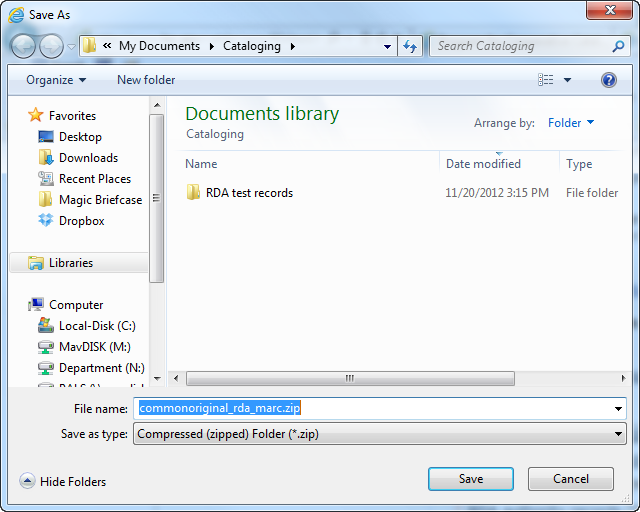 Save As
« My Documents Cataloging
Search Cataloging
Organize New folder
Favorites
Desktop
Downloads
Recent Places
Magic Briefcase
Dropbox
Libraries
Computer
Local-Disk (C:)
MavDISK (M:)
Department (N:)
Documents library
Cataloging
Arrange by: Folder
Name Date modified Type
RDA test records 11/20/2012 3:15 PM File folder
File name: commonoriginal_rda_marc.zip
Save as type: Compressed (zipped) Folder (*.zip)
Hide Folders Save Cancel